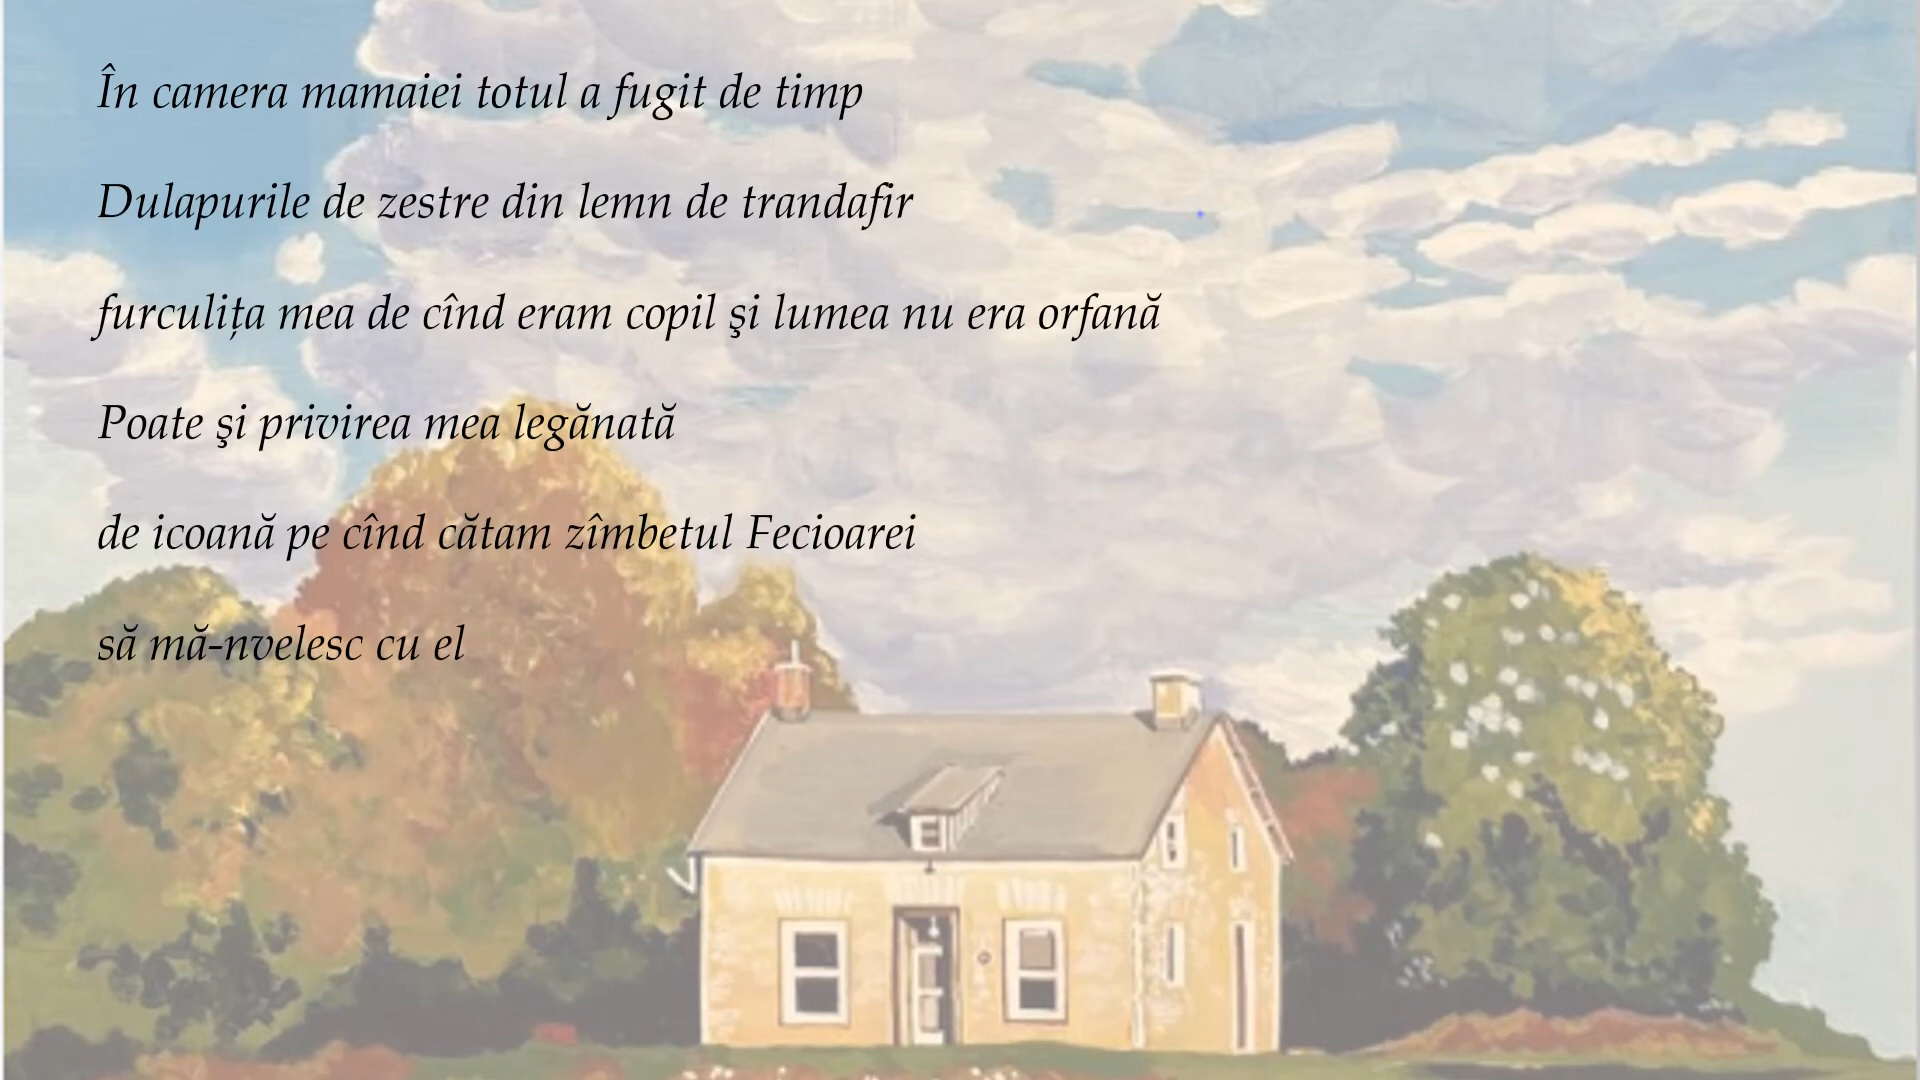 În camera mamaiei totul a fugit de timp
Dulapurile de zestre din lemn de trandafir
furculița mea de cînd eram copil şi lumea nu era orfană
Poate şi privirea mea legănată
de icoană pe cînd cătam zîmbetul Fecioarei
să mă-nvelesc cu el